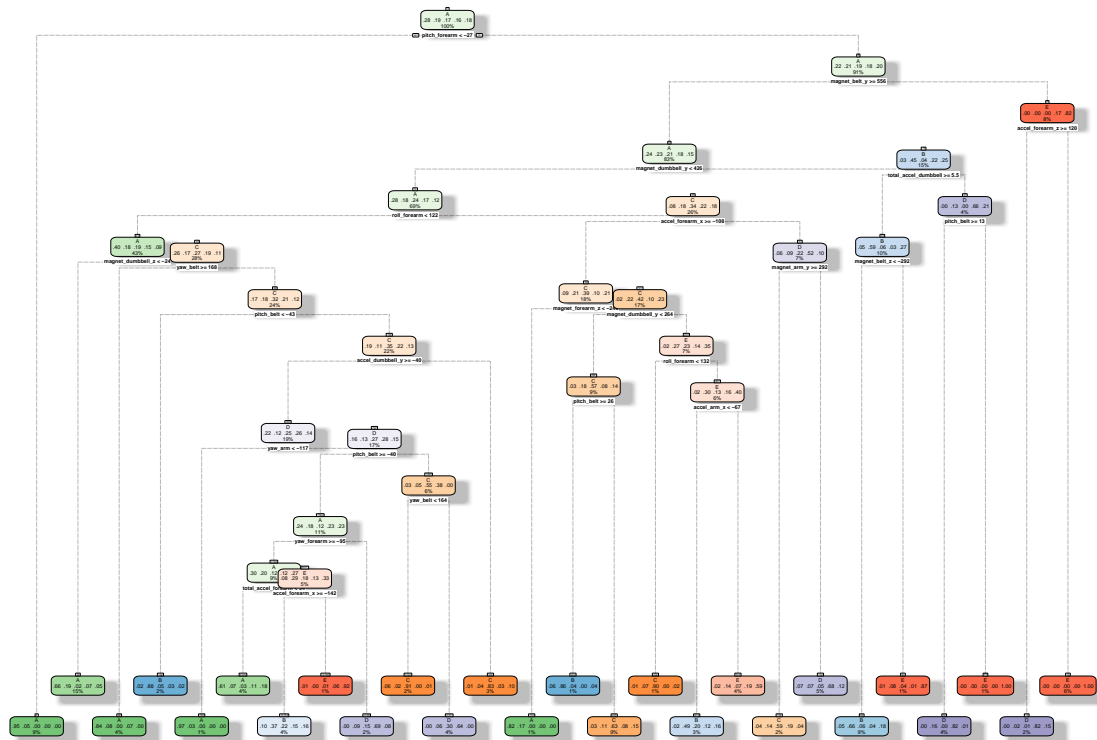 A
.28 .19 .17 .16 .18
100%
pitch_forearm < −27
A
.22 .21 .19 .18 .20
91%
magnet_belt_y >= 556
E
.00 .00 .00 .17 .82
8%
accel_forearm_z >= 120
A
.24 .23 .21 .18 .15
83%
magnet_dumbbell_y < 426
B
.03 .45 .04 .22 .25
15%
total_accel_dumbbell >= 5.5
A
.28 .18 .24 .17 .12
69%
roll_forearm < 122
C
.08 .18 .34 .22 .18
26%
accel_forearm_x >= −108
D
.00 .13 .00 .66 .21
4%
pitch_belt >= 13
A
.40 .18 .19 .15 .09
43%
magnet_dumbbell_z < −24
C
.26 .17 .27 .19 .11
28%
yaw_belt >= 168
D
.06 .09 .22 .52 .10
7%
magnet_arm_y >= 292
B
.05 .59 .06 .03 .27
10%
magnet_belt_z < −292
C
.17 .18 .32 .21 .12
24%
pitch_belt < −43
C
.09 .21 .39 .10 .21
18%
magnet_forearm_z <
C
.02 .22 .42 .10 .23
17%
magnet_dumbbell_y < 264
C
.19 .11 .35 .22 .13
22%
accel_dumbbell_y >= −40
E
.02 .27 .23 .14 .35
7%
roll_forearm < 132
C
.03 .18 .57 .08 .14
9%
pitch_belt >= 26
E
.02 .30 .13 .16 .40
6%
accel_arm_x < −67
D
.22 .12 .25 .26 .14
19%
yaw_arm < −117
D
.16 .13 .27 .28 .15
17%
pitch_belt >= −40
C
.03 .05 .55 .38 .00
6%
yaw_belt < 164
A
.24 .18 .12 .23 .23
11%
yaw_forearm >= −95
A
.30 .20 .12 .12 .27
9%
total_accel_forearm
E
.08 .29 .18 .13 .33
5%
accel_forearm_x >= −142
A
.66 .19 .02 .07 .05
15%
B
.02 .88 .05 .03 .02
2%
A
.61 .07 .03 .11 .18
4%
E
.01 .00 .01 .06 .92
1%
C
.06 .02 .91 .00 .01
2%
C
.01 .04 .83 .03 .10
3%
B
.06 .86 .04 .00 .04
1%
C
.01 .07 .90 .00 .02
1%
E
.02 .14 .07 .19 .59
4%
D
.07 .07 .05 .68 .12
5%
E
.01 .08 .04 .01 .87
1%
E
.00 .00 .00 .00 1.00
1%
E
.00 .00 .00 .00 1.00
6%
A
.95 .05 .00 .00 .00
9%
A
.84 .08 .00 .07 .00
4%
A
.97 .03 .00 .00 .00
1%
B
.10 .37 .22 .15 .16
4%
D
.00 .09 .15 .69 .08
2%
D
.00 .06 .30 .64 .00
4%
A
.82 .17 .00 .00 .00
1%
C
.03 .11 .63 .08 .15
9%
B
.02 .49 .20 .12 .16
3%
C
.04 .14 .59 .19 .04
2%
B
.05 .66 .06 .04 .18
9%
D
.00 .16 .00 .82 .01
4%
D
.00 .02 .01 .82 .15
2%